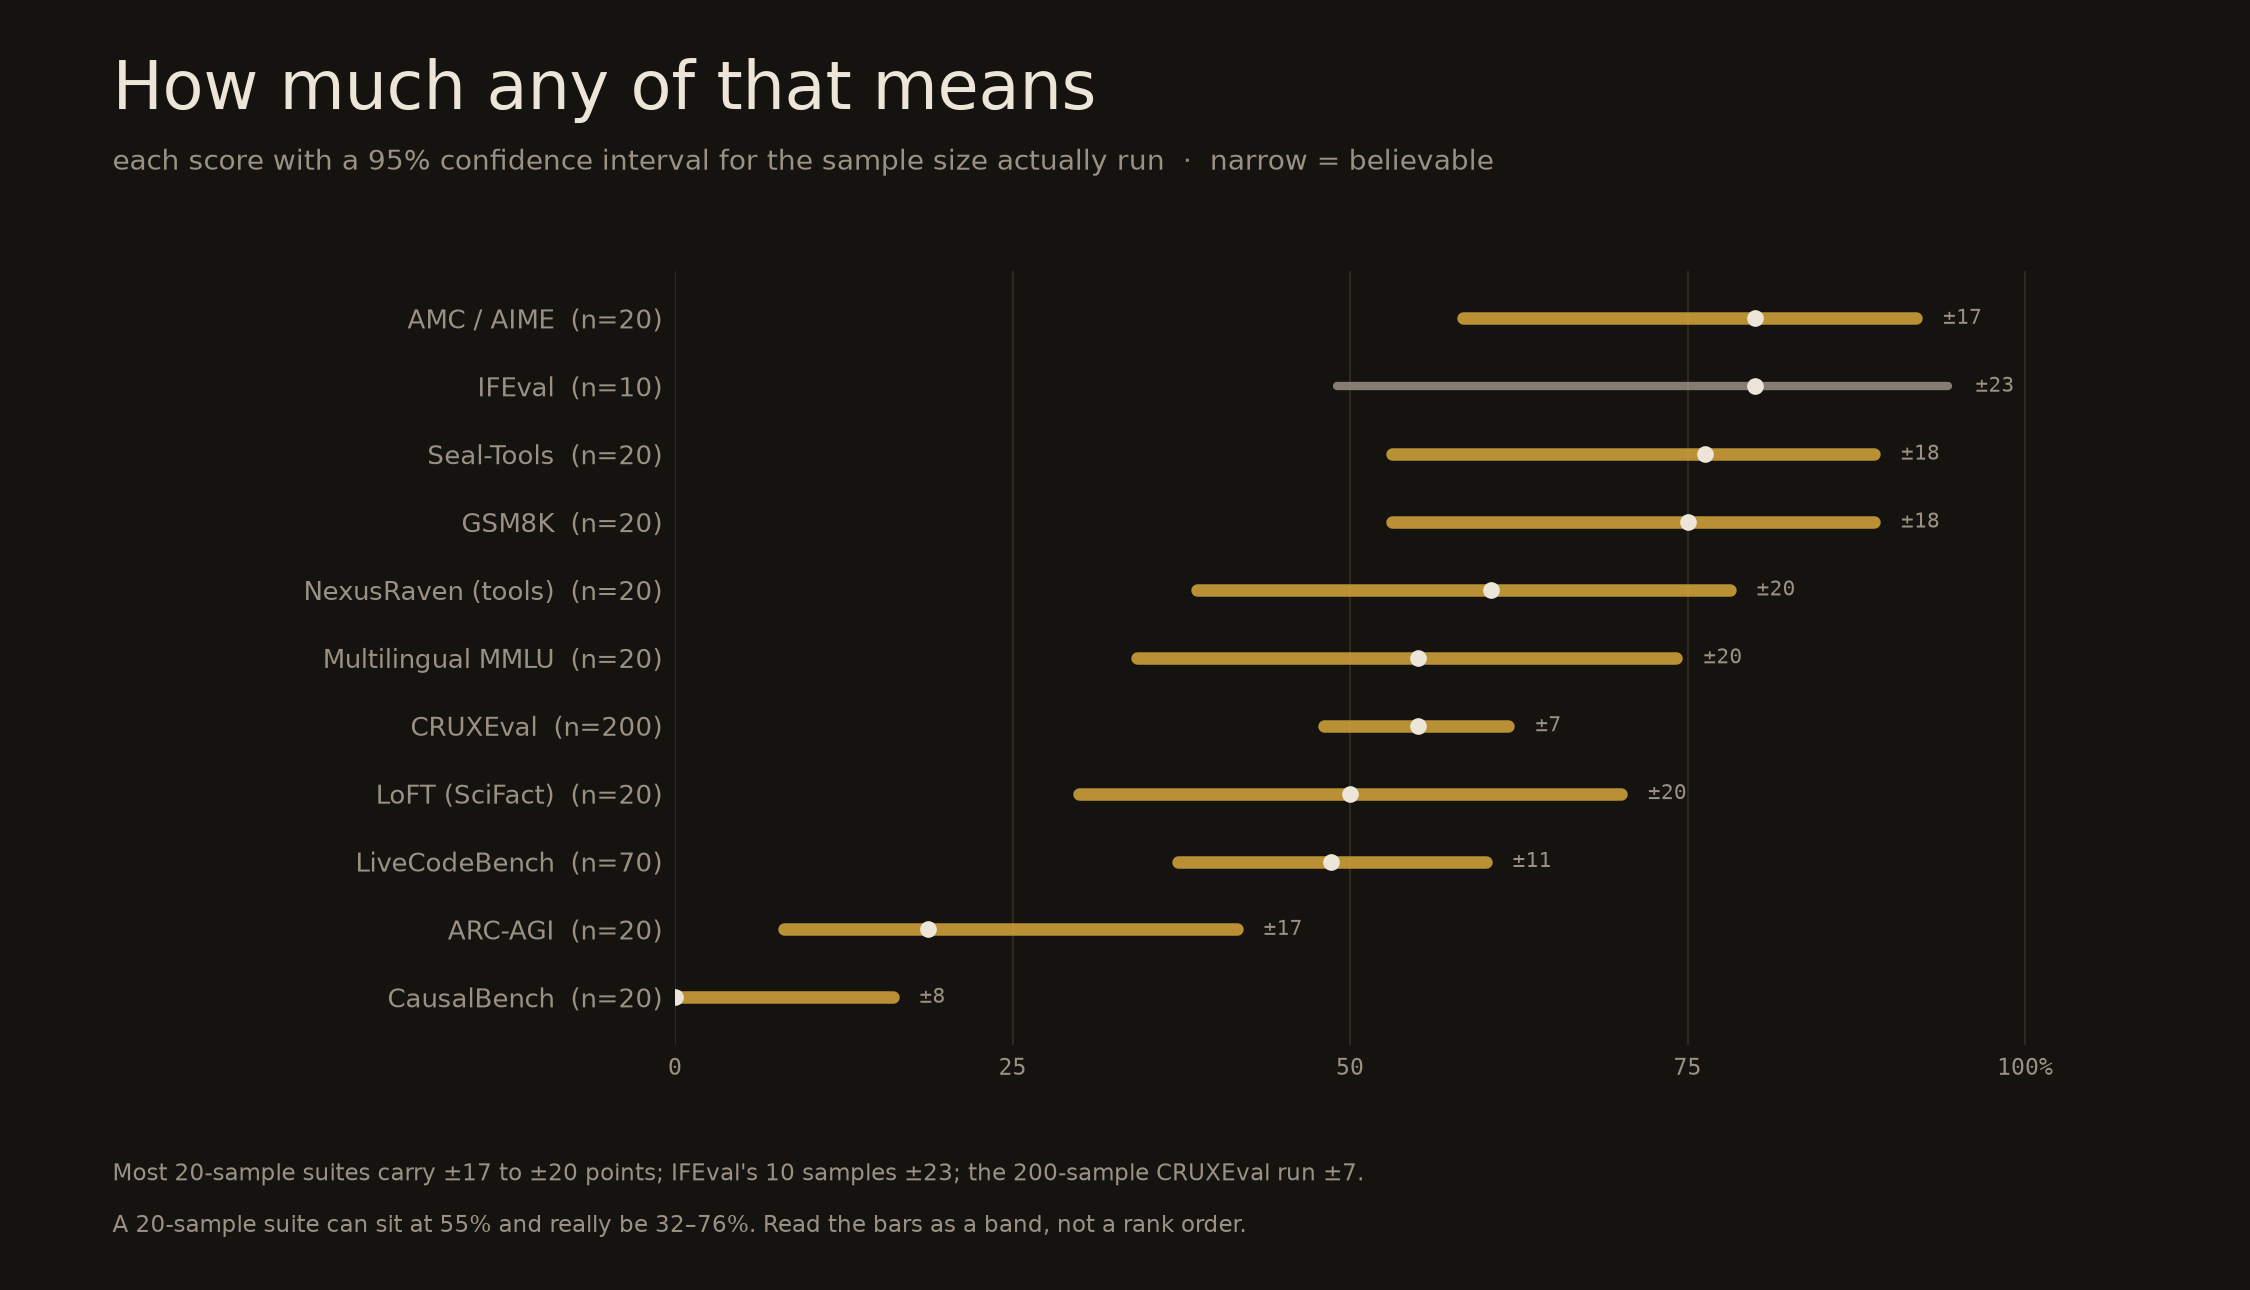 How much any of that means
each score with a 95% confidence interval for the sample size actually run · narrow = believable
AMC / AIME (n=20) ±17
IFEval (n=10) ±23
Seal-Tools (n=20) ±18
GSM8K (n=20) ±18
NexusRaven (tools) (n=20) ±20
Multilingual MMLU (n=20) ±20
CRUXEval (n=200) ±7
LoFT (SciFact) (n=20) ±20
LiveCodeBench (n=70) ±11
ARC-AGI (n=20) ±17
CausalBench (n=20) ±8
0 25 50 75 100%
Most 20-sample suites carry ±17 to ±20 points; IFEval's 10 samples ±23; the 200-sample CRUXEval run ±7.
A 20-sample suite can sit at 55% and really be 32–76%. Read the bars as a band, not a rank order.